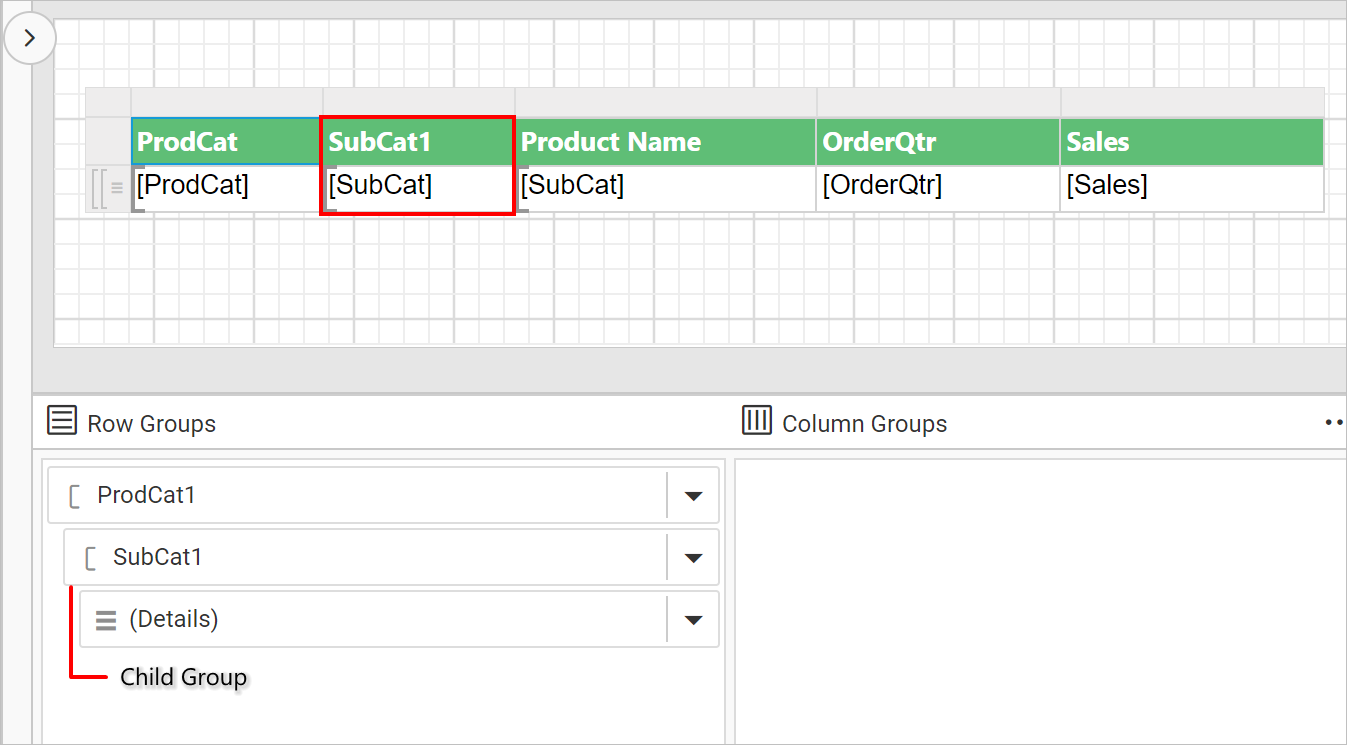 ProdCat SubCat1 Product Name OrderQtr Sales
[ProdCat] [SubCat] [SubCat] [OrderQtr] [Sales]
Row Groups Column Groups
ProdCat1
SubCat1
(Details)
Child Group